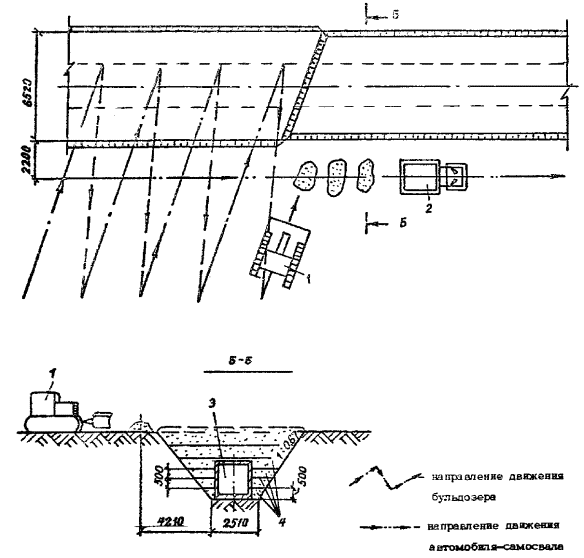 Б
6520
2200
2
Б
1
Б-Б
1
3
1:0,67
500
500
4210
2510
4
направление движения
бульдозера
направление движения
автомобиля-самосвала